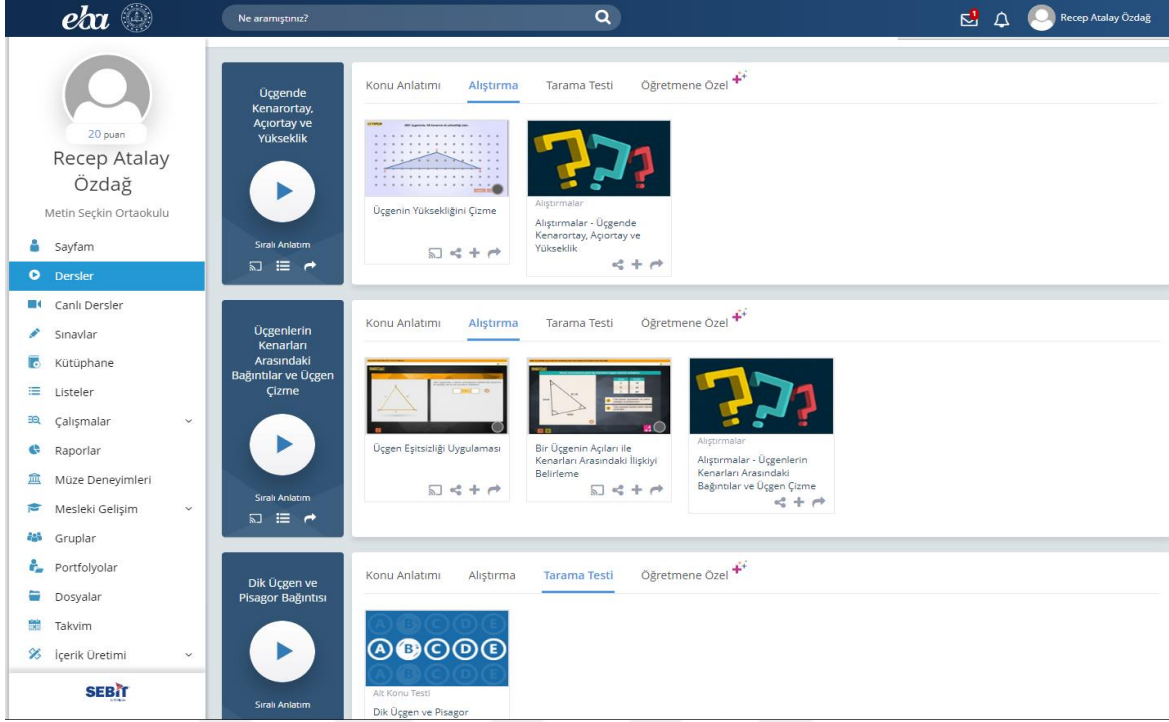 eba
Ne aramıştınız?
1
Recep Atalay Özdağ
20 puan
Recep Atalay
Özdağ
Metin Seçkin Ortaokulu
Sayfam
Dersler
Canlı Dersler
Sınavlar
Kütüphane
Listeler
Çalışmalar
Raporlar
Müze Deneyimleri
Mesleki Gelişim
Gruplar
Portfolyolar
Dosyalar
Takvim
İçerik Üretimi
SEBİT
Üçgende
Kenarortay,
Açıortay ve
Yükseklik
Sıralı Anlatım
Konu Anlatımı Alıştırma Tarama Testi Öğretmene Özel
Üçgenin Yüksekliğini Çizme
Alıştırmalar
Alıştırmalar - Üçgende
Kenarortay, Açıortay ve
Yükseklik
Üçgenlerin
Kenarları
Arasındaki
Bağıntılar ve Üçgen
Çizme
Sıralı Anlatım
Konu Anlatımı Alıştırma Tarama Testi Öğretmene Özel
Üçgen Eşitsizliği Uygulaması
Bir Üçgenin Açıları ile
Kenarları Arasındaki İlişkiyi
Belirleme
Alıştırmalar
Alıştırmalar - Üçgenlerin
Kenarları Arasındaki
Bağıntılar ve Üçgen Çizme
Dik Üçgen ve
Pisagor Bağıntısı
Sıralı Anlatım
Konu Anlatımı Alıştırma Tarama Testi Öğretmene Özel
A B C D E
A B C D E
A B C D E
Alt Konu Testi
Dik Üçgen ve Pisagor